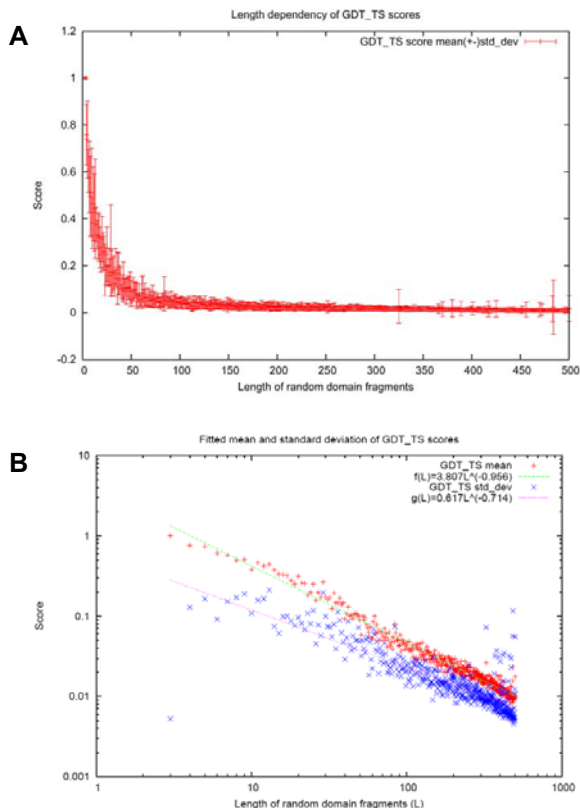 A
Length dependency of GDT_TS scores
GDT_TS score mean(+-)std_dev
1.2
1
0.8
0.6
0.4
0.2
0
-0.2
Score
0 50 100 150 200 250 300 350 400 450 500
Length of random domain fragments
B
Fitted mean and standard deviation of GDT_TS scores
GDT_TS mean
f(L)=3.807L^(-0.956)
GDT_TS std_dev
g(L)=0.617L^(-0.714)
10
1
0.1
0.01
0.001
Score
1 10 100 1000
Length of random domain fragments (L)